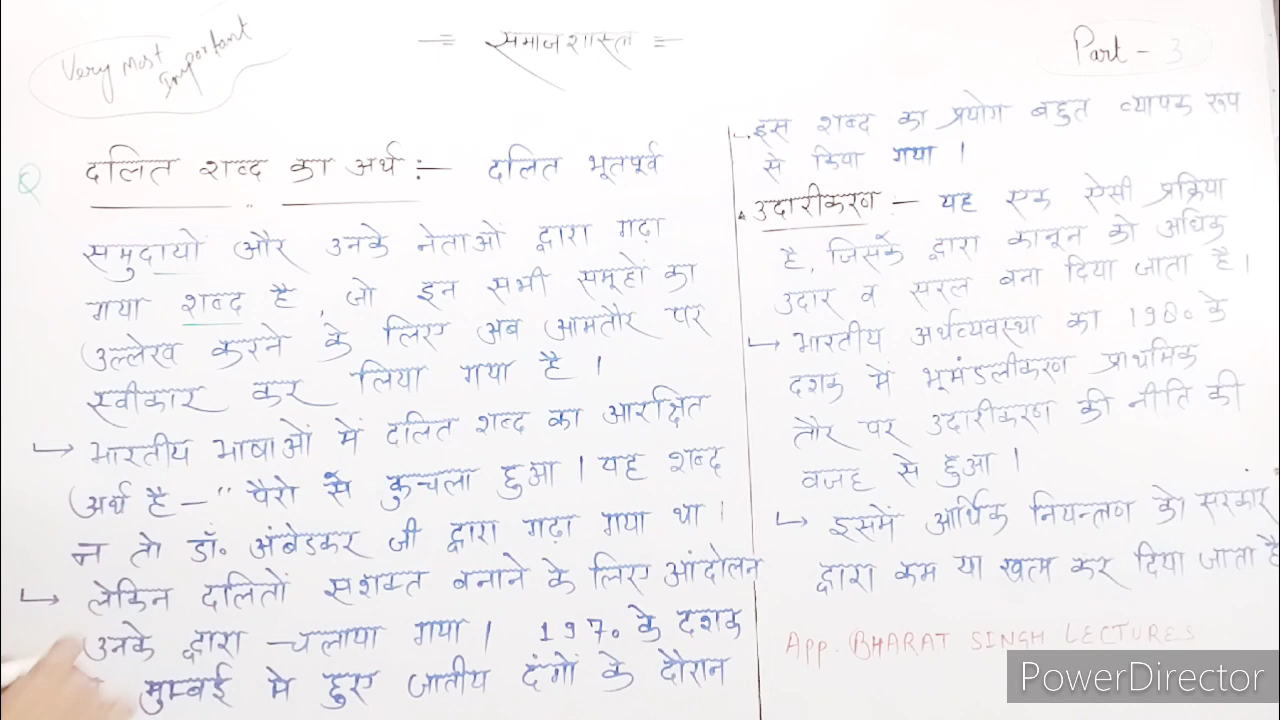 Very most
Important
= समाजशास्त्र =
Part - 3
Q दलित शब्द का अर्थ :- दलित भूतपूर्व
समुदायों और उनके नेताओं द्वारा गढ़ा
गया शब्द है, जो इन सभी समूहों का
उल्लेख करने के लिए अब आमतौर पर
स्वीकार कर लिया गया है ।
↳ भारतीय भाषाओं में दलित शब्द का आरक्षित
अर्थ है - " पैरो से कुचला हुआ । यह शब्द
न तो डॉ. अंबेडकर जी द्वारा गढ़ा गया था ।
↳ लेकिन दलितों सशक्त बनाने के लिए आंदोलन
उनके द्वारा चलाया गया । 1970 के दशक
मुम्बई मे हुए जातीय दंगों के दौरान
इस शब्द का प्रयोग बहुत व्यापक रूप
से किया गया ।
उदारीकरण - यह एक ऐसी प्रक्रिया
है, जिसके द्वारा कानून को अधिक
उदार व सरल बना दिया जाता है ।
↳ भारतीय अर्थव्यवस्था का 1980 के
दशक में भूमंडलीकरण प्राथमिक
तौर पर उदारीकरण की नीति की
वजह से हुआ ।
↳ इसमें आर्थिक नियन्त्रण को सरकार
द्वारा कम या खत्म कर दिया जाता है
App. BHARAT SINGH LECTURES
PowerDirector